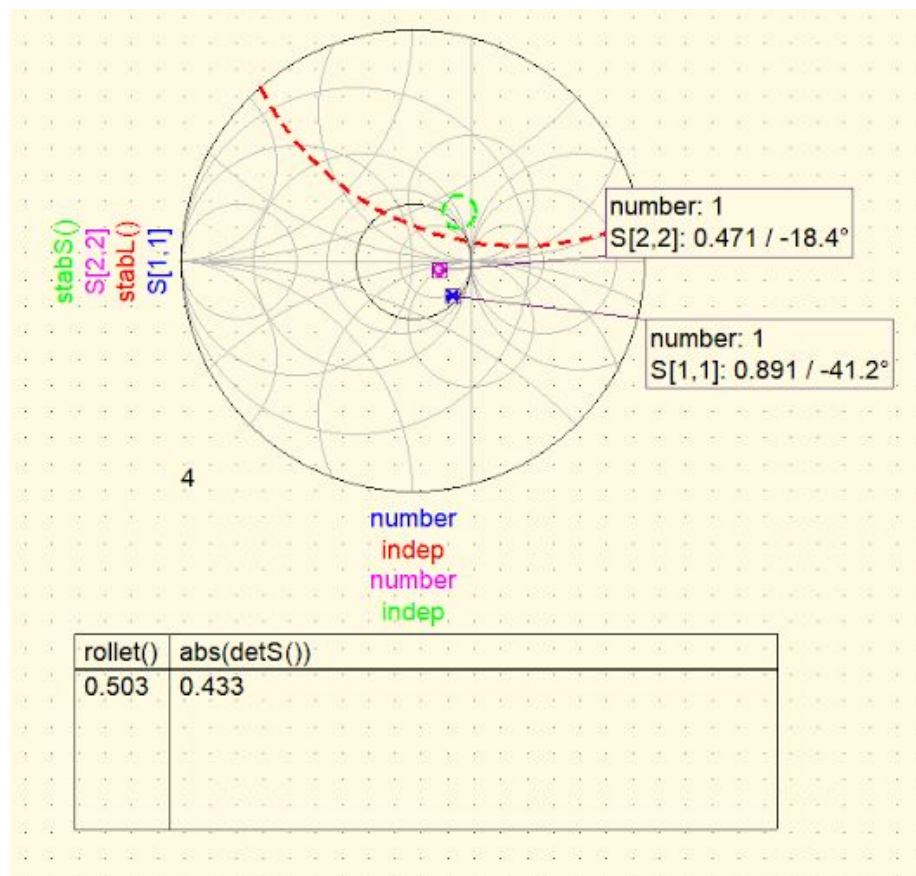 number: 1
S[2,2]: 0.471 / -18.4°
number: 1
S[1,1]: 0.891 / -41.2°
stabS()
S[2,2]
stabL()
S[1,1]
4
number
indep
number
indep
rollet() abs(detS())
0.503 0.433